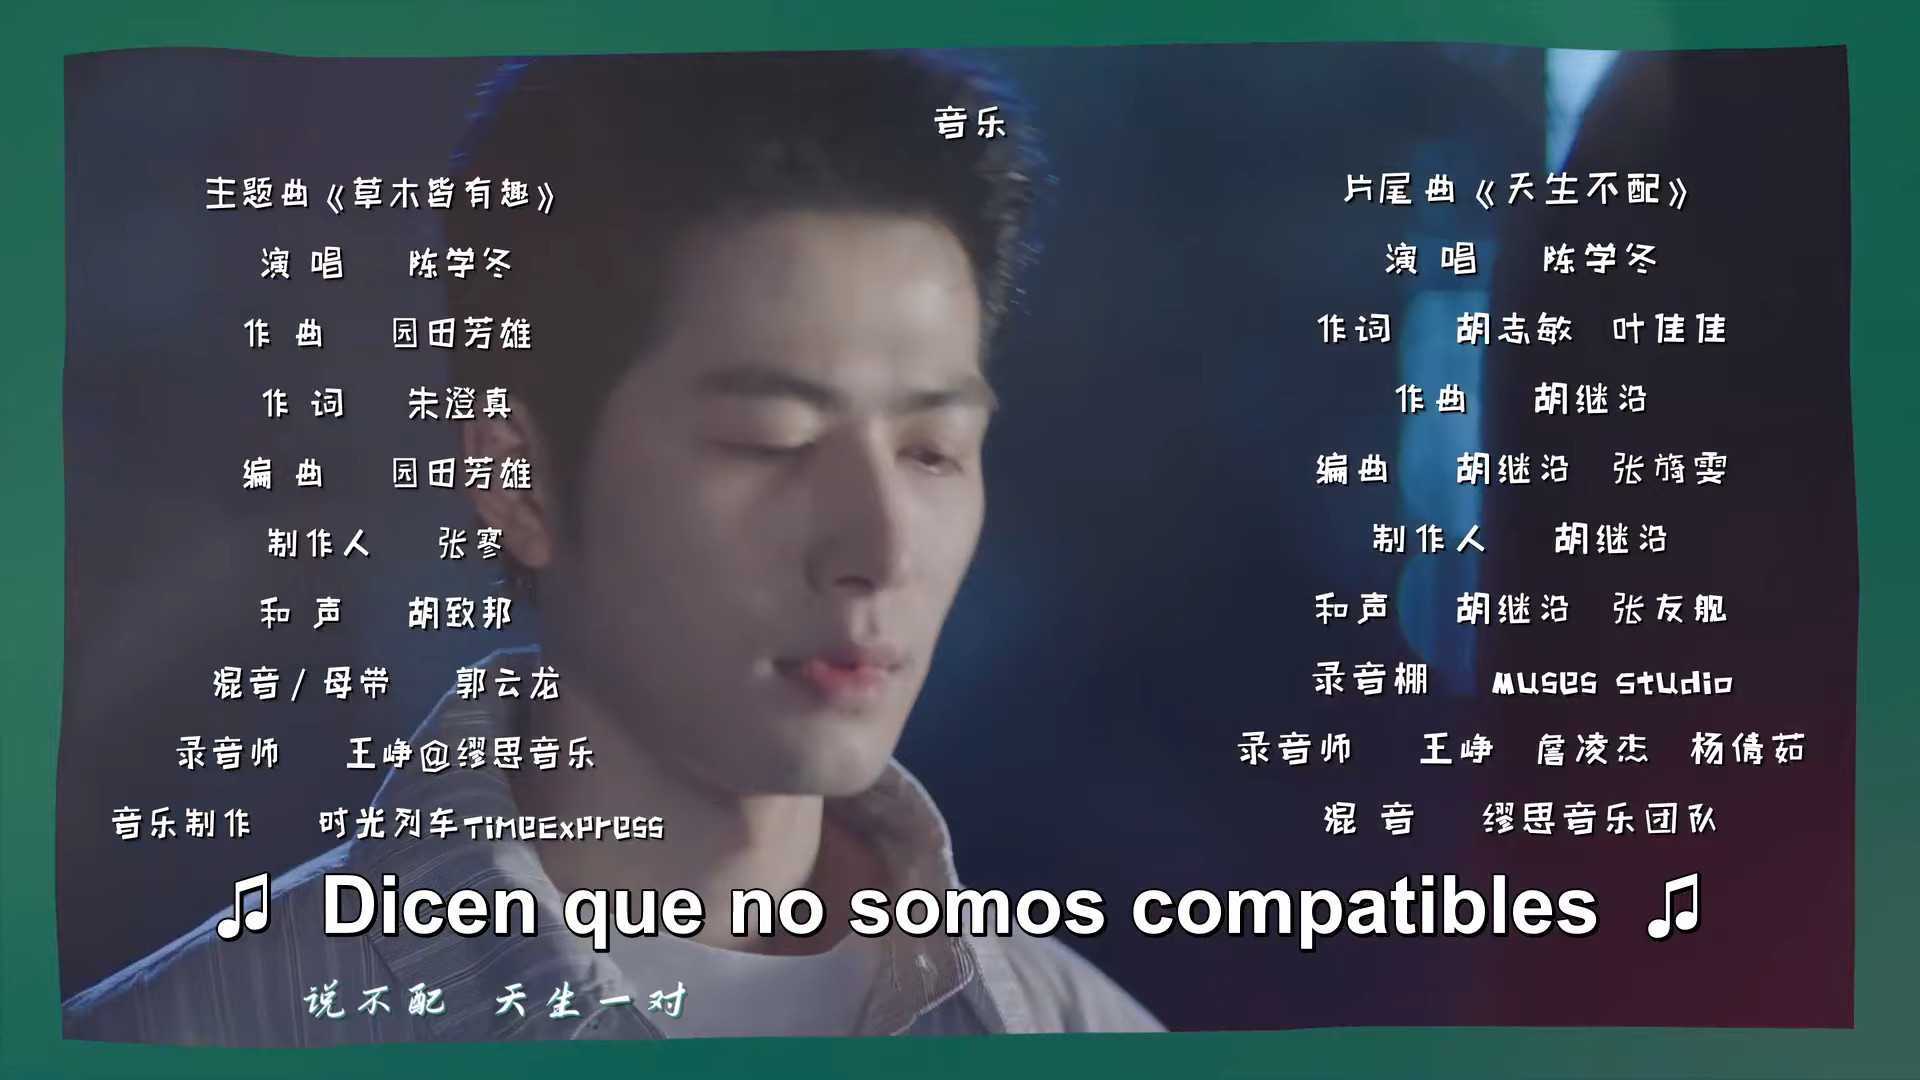 音乐
主题曲《草木皆有趣》
演 唱 陈学冬
作 曲 园田芳雄
作 词 朱澄真
编 曲 园田芳雄
制作人 张寒
和 声 胡致邦
混音/母带 郭云龙
录音师 王峥@缪思音乐
音乐制作 时光列车TimeExpress
片尾曲《天生不配》
演 唱 陈学冬
作词 胡志敏 叶佳佳
作曲 胡继沿
编曲 胡继沿 张旖雯
制作人 胡继沿
和声 胡继沿 张友舰
录音棚 Muses studio
录音师 王峥 詹凌杰 杨倩茹
混 音 缪思音乐团队
♫ Dicen que no somos compatibles ♫
说不配 天生一对